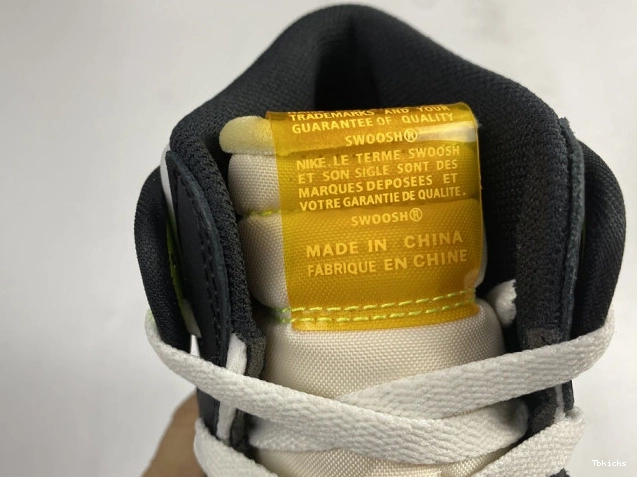 TRADEMARKS AND YOUR
GUARANTEE OF QUALITY
SWOOSH®
NIKE. LE TERME SWOOSH
ET SON SIGLE SONT DES
MARQUES DEPOSEES ET
VOTRE GARANTIE DE QUALITE.
SWOOSH®
MADE IN CHINA
FABRIQUE EN CHINE
Tbkicks